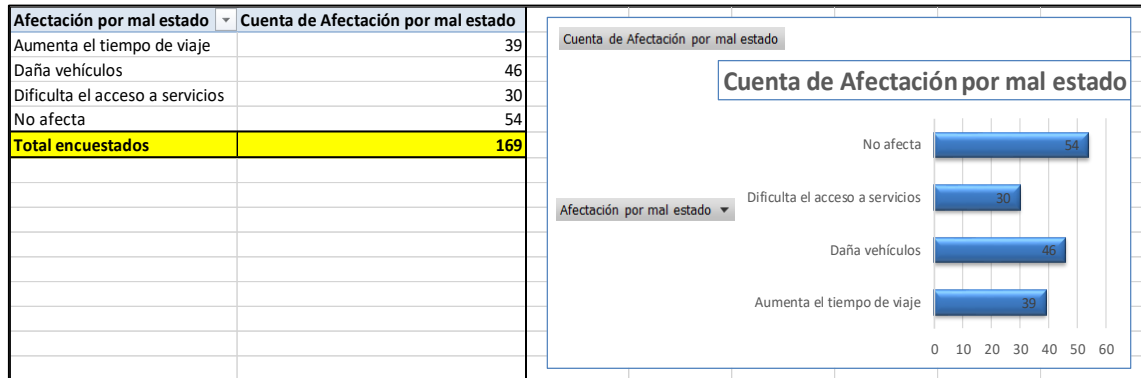 Afectación por mal estado Cuenta de Afectación por mal estado
Aumenta el tiempo de viaje 39
Daña vehículos 46
Dificulta el acceso a servicios 30
No afecta 54
Total encuestados 169
Cuenta de Afectación por mal estado
Cuenta de Afectación por mal estado
No afecta 54
Dificulta el acceso a servicios 30
Afectación por mal estado
Daña vehículos 46
Aumenta el tiempo de viaje 39
0 10 20 30 40 50 60